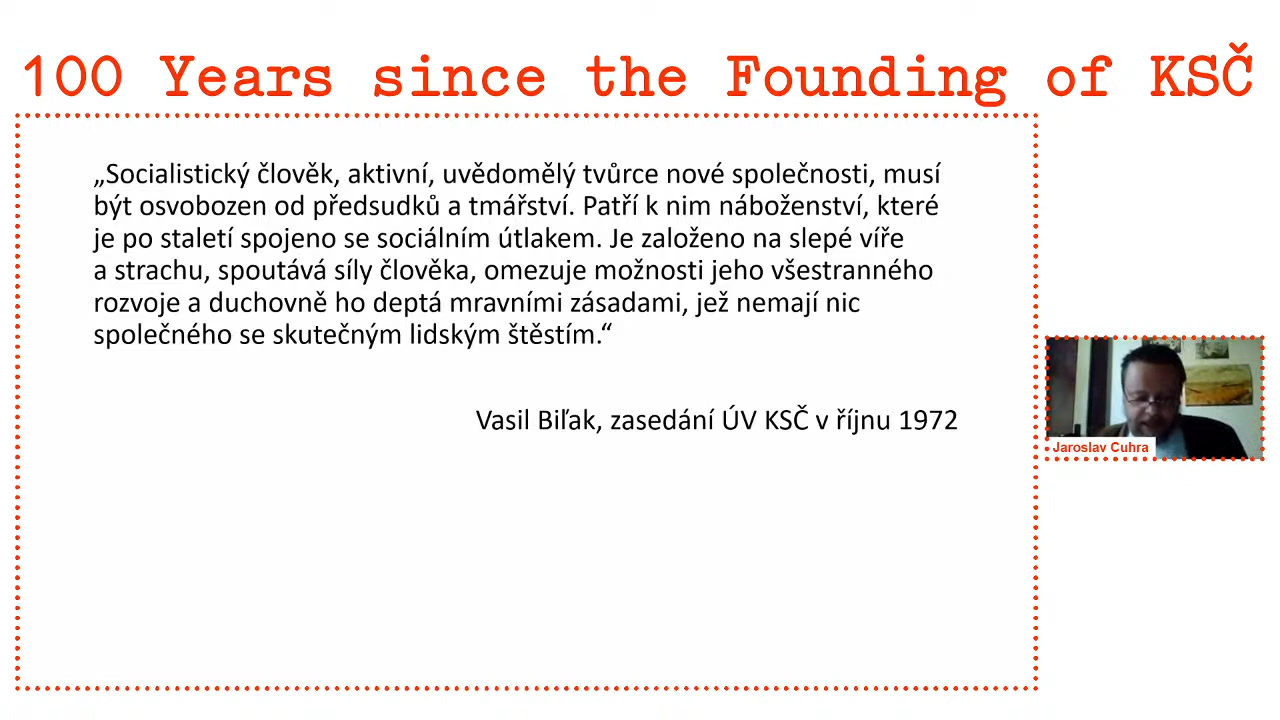 100 Years since the Founding of KSČ
„Socialistický člověk, aktivní, uvědomělý tvůrce nové společnosti, musí
být osvobozen od předsudků a tmářství. Patří k nim náboženství, které
je po staletí spojeno se sociálním útlakem. Je založeno na slepé víře
a strachu, spoutává síly člověka, omezuje možnosti jeho všestranného
rozvoje a duchovně ho deptá mravními zásadami, jež nemají nic
společného se skutečným lidským štěstím.“
Vasil Biľak, zasedání ÚV KSČ v říjnu 1972
Jaroslav Cuhra